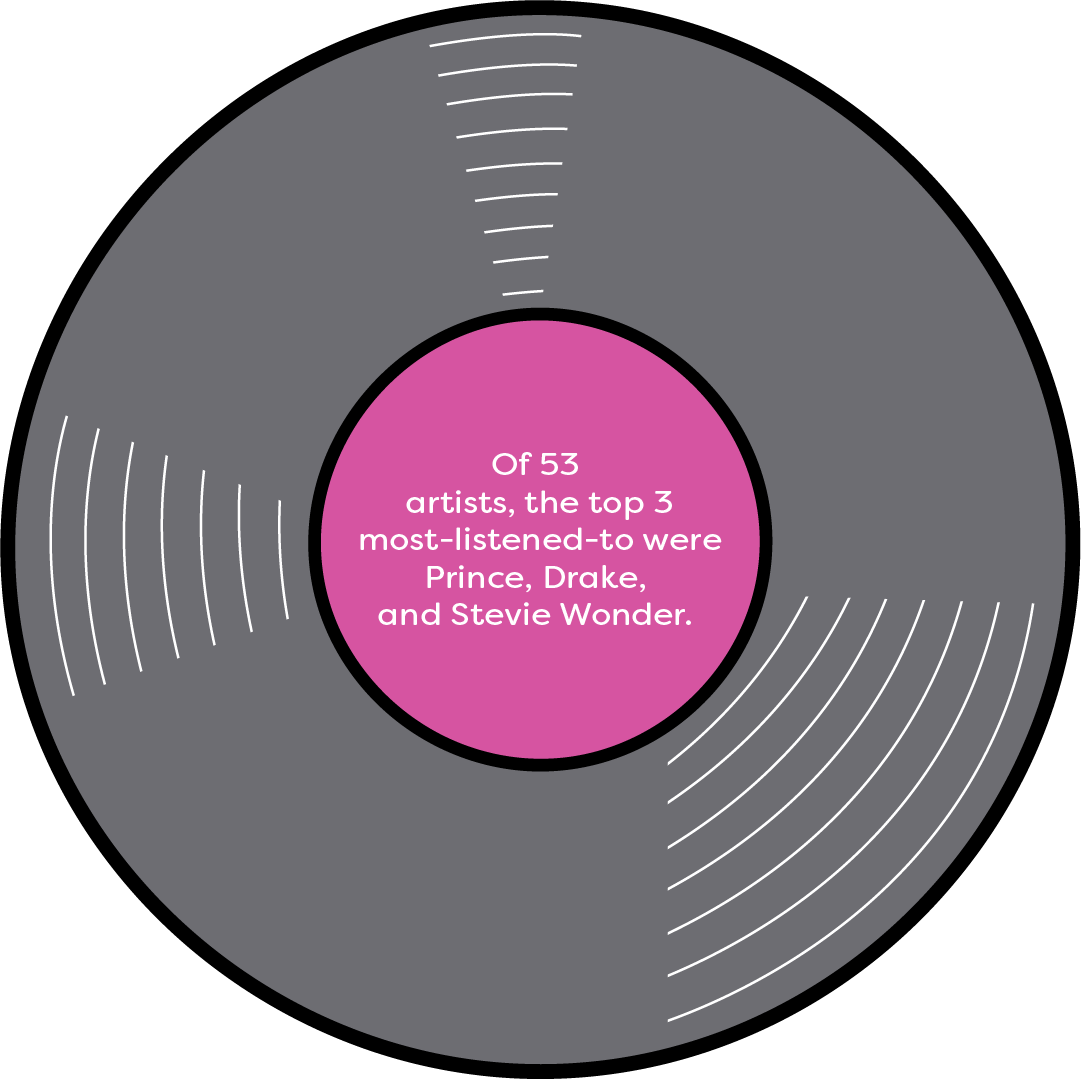 Of 53
artists, the top 3
most-listened-to were
Prince, Drake,
and Stevie Wonder.